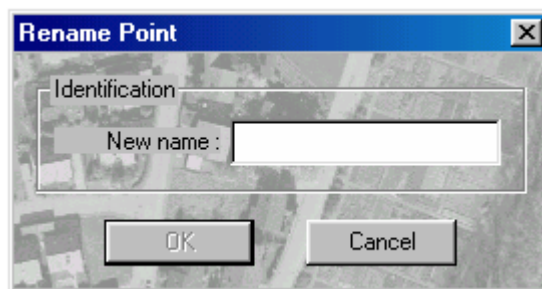 Rename Point
Identification
New name :
OK
Cancel